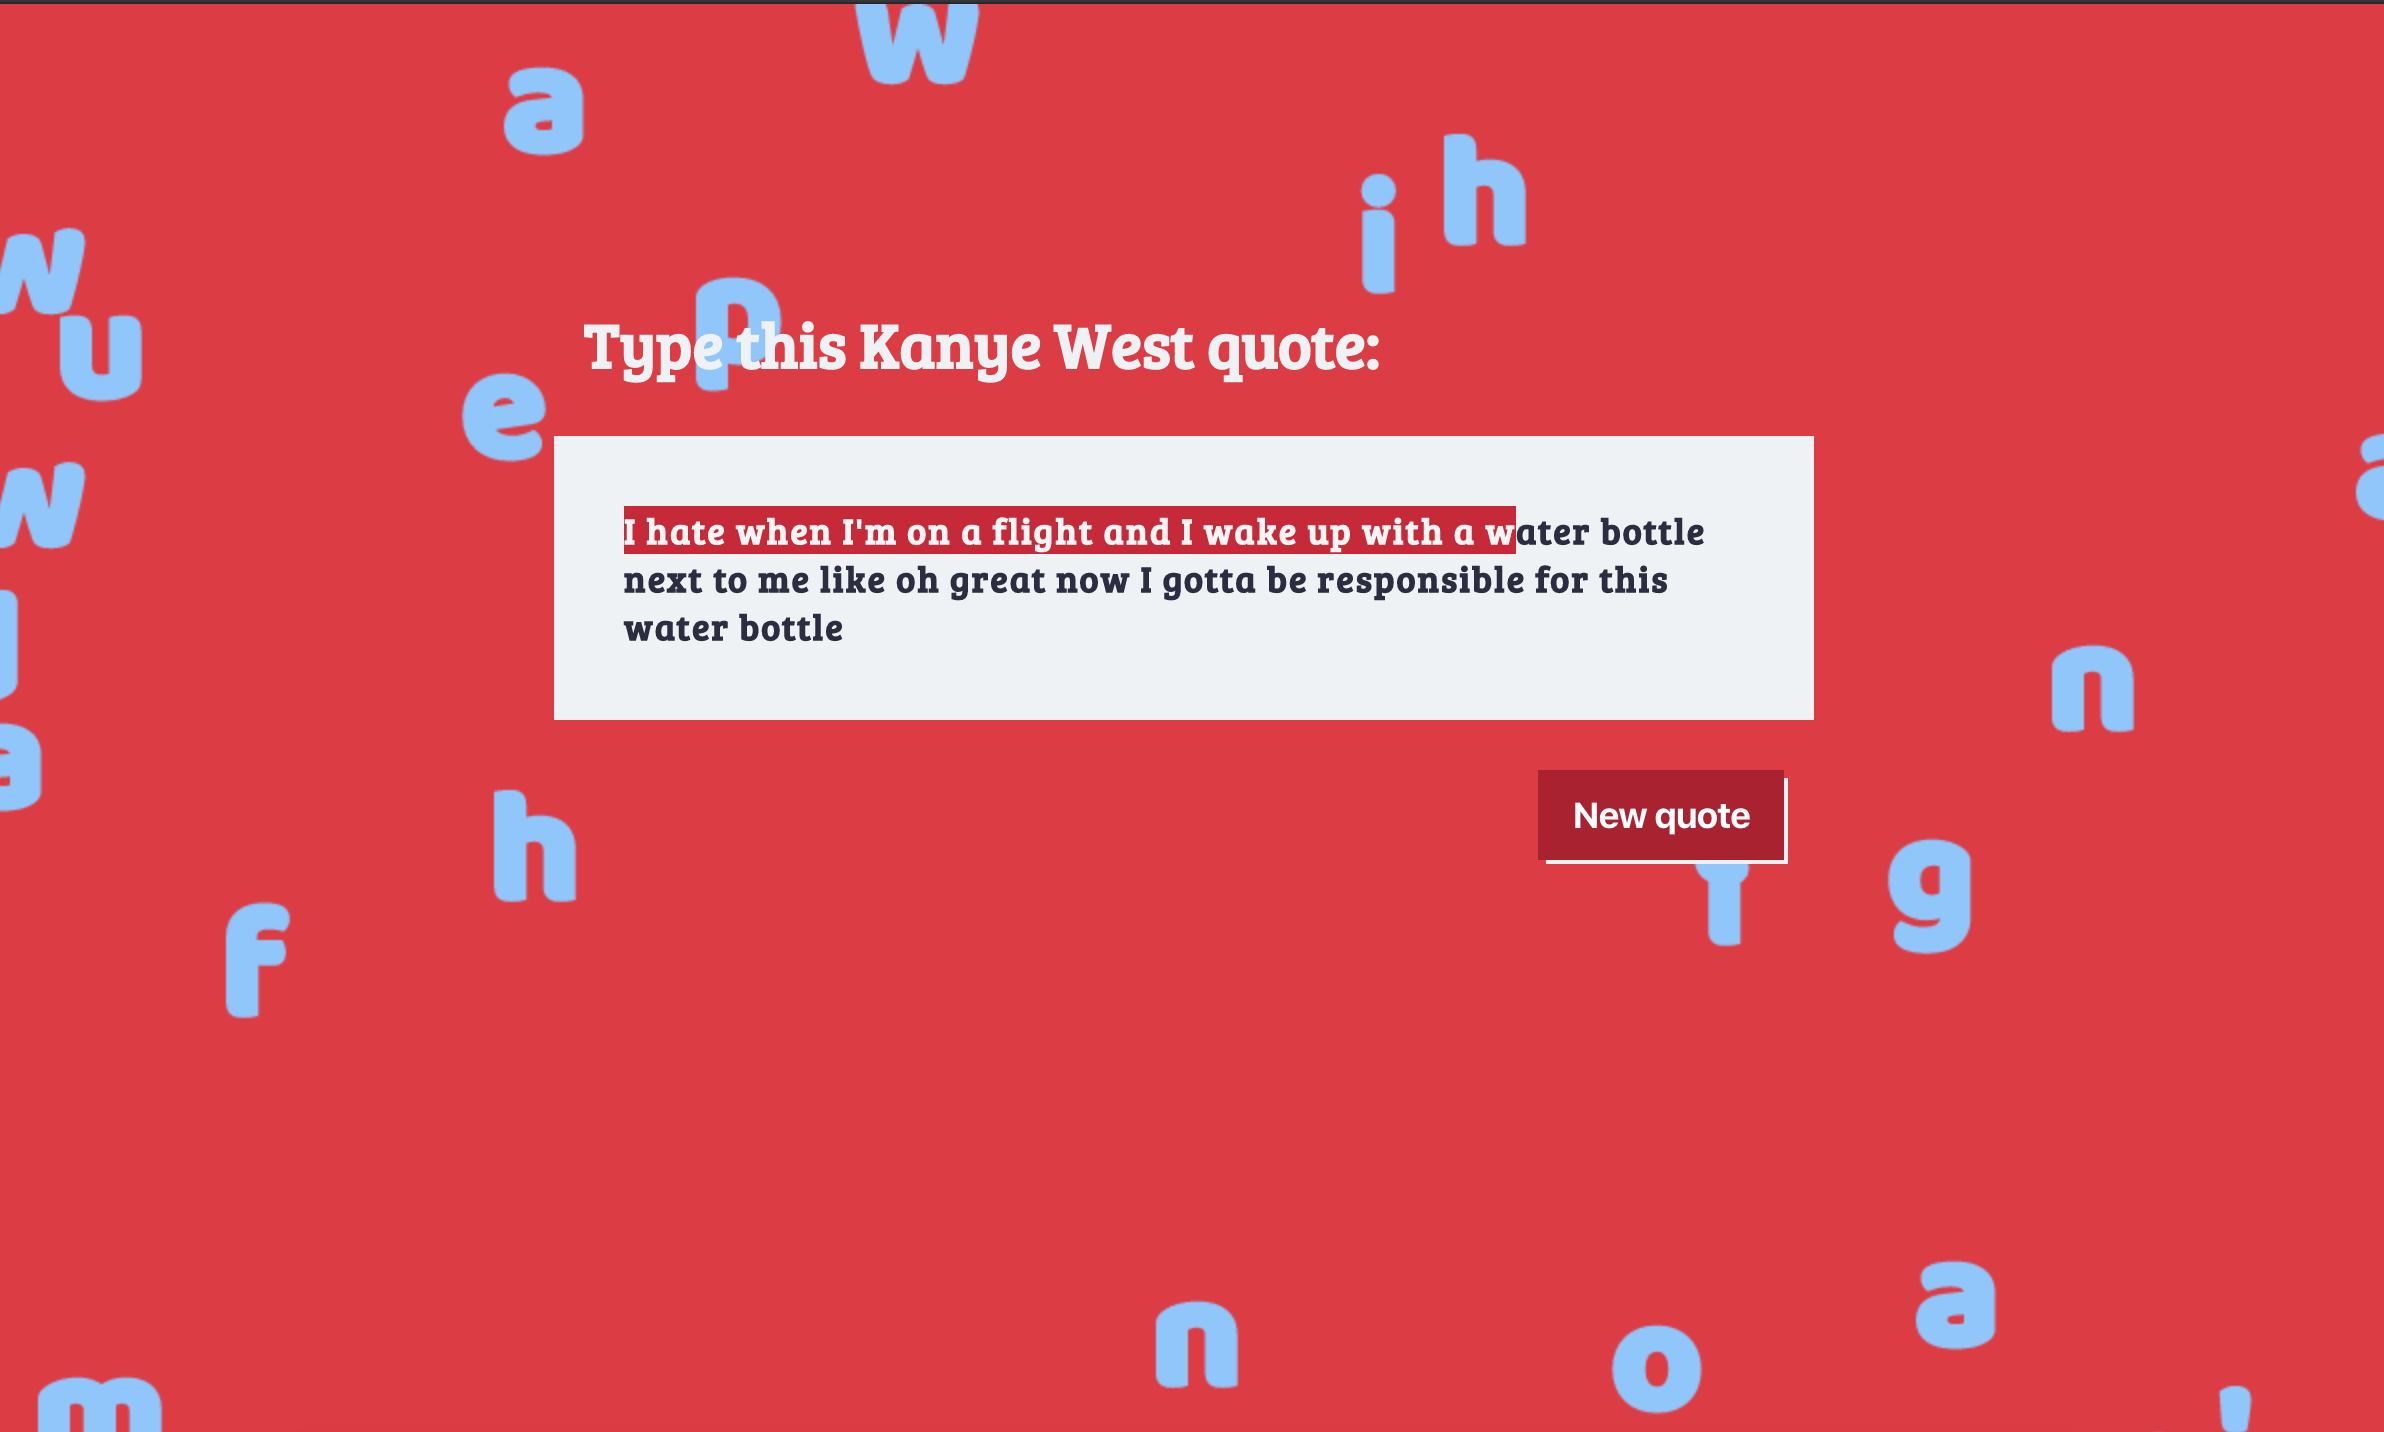 w
a
h
i
w
p
u
Type this Kanye West quote:
e
a
w
I hate when I'm on a flight and I wake up with a water bottle
next to me like oh great now I gotta be responsible for this
water bottle
n
a
h
New quote
g
f
a
n
o
m
'